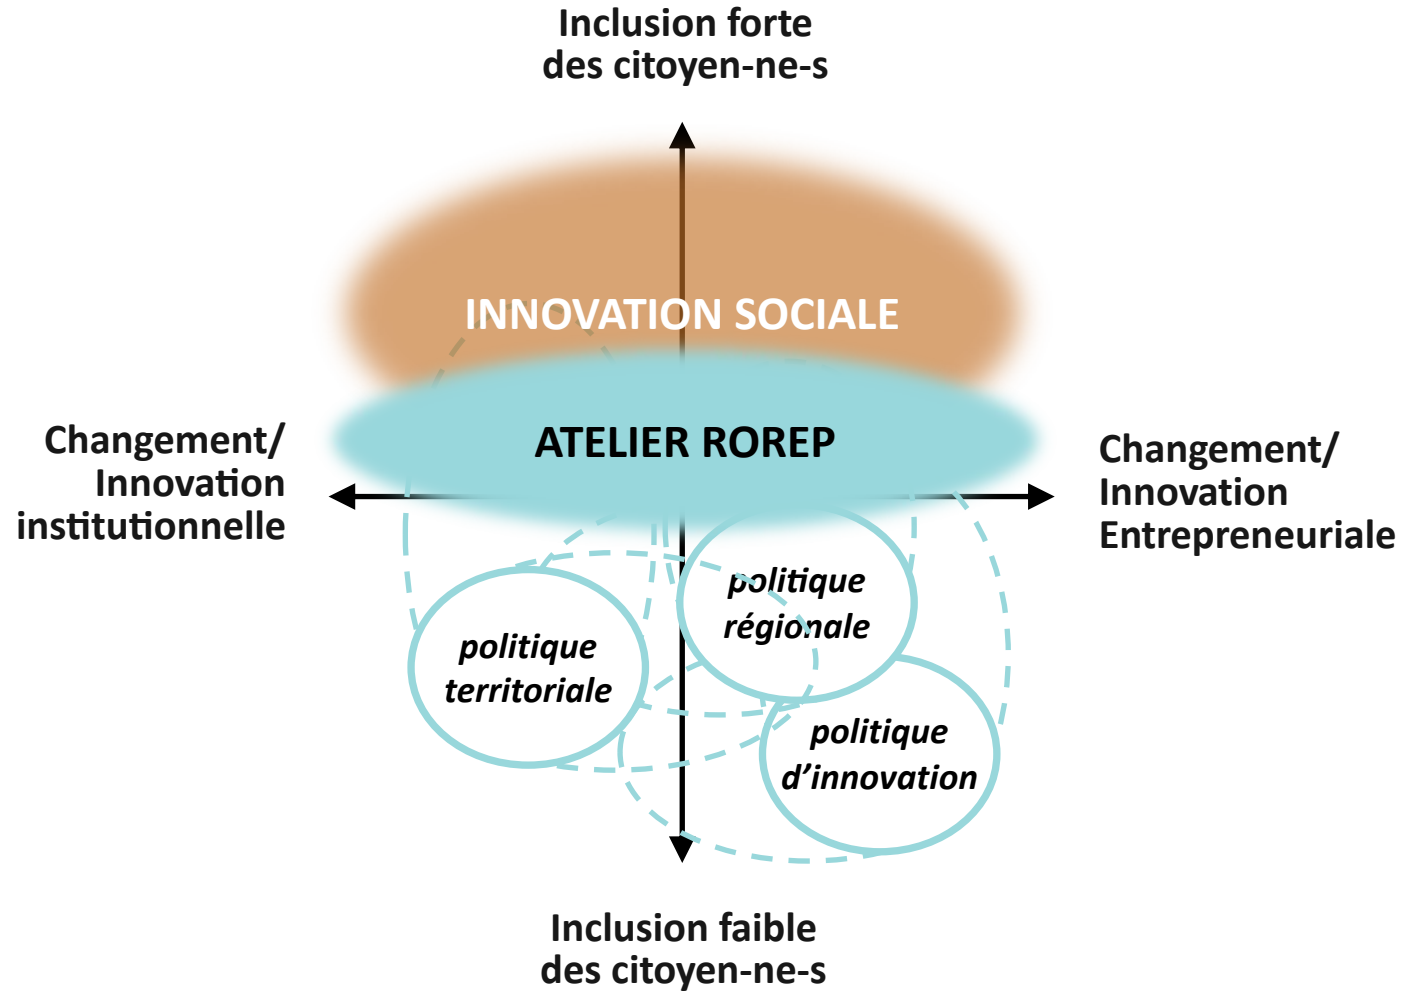 Inclusion forte
des citoyen-ne-s
INNOVATION SOCIALE
ATELIER ROREP
Changement/
Innovation
institutionnelle
Changement/
Innovation
Entrepreneuriale
politique
régionale
politique
territoriale
politique
d’innovation
Inclusion faible
des citoyen-ne-s